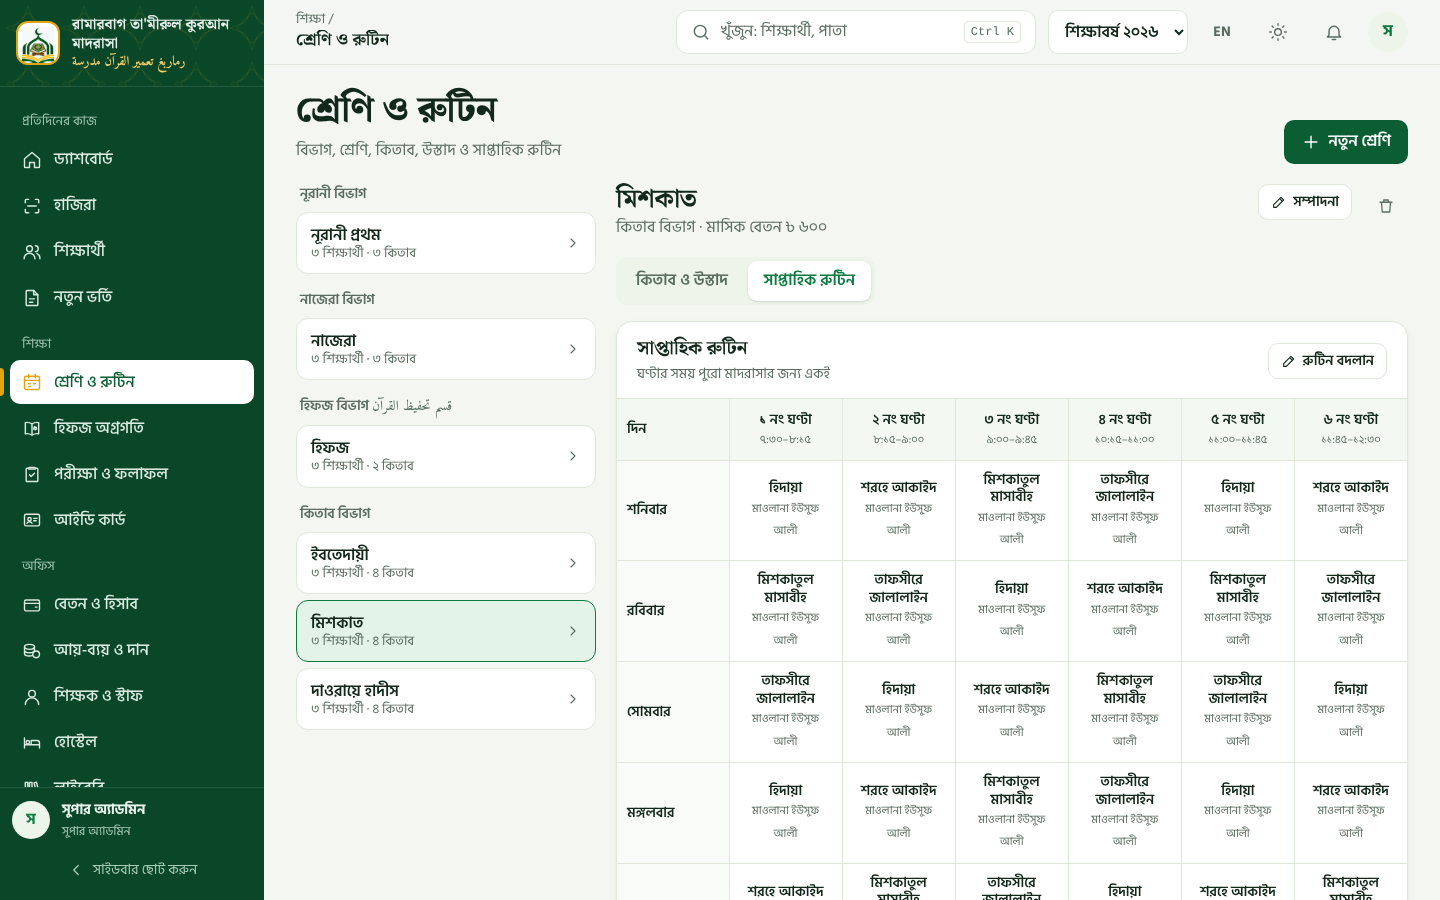 রামারবাগ তা'মীরুল কুরআন
মাদরাসা
رماربغ تعمير القرآن مدرسة
প্রতিদিনের কাজ
ড্যাশবোর্ড
হাজিরা
শিক্ষার্থী
নতুন ভর্তি
শিক্ষা
শ্রেণি ও রুটিন
হিফজ অগ্রগতি
পরীক্ষা ও ফলাফল
আইডি কার্ড
অফিস
বেতন ও হিসাব
আয়-ব্যয় ও দান
শিক্ষক ও স্টাফ
হোস্টেল
স
সুপার অ্যাডমিন
সুপার অ্যাডমিন
সাইডবার ছোট করুন
শিক্ষা /
শ্রেণি ও রুটিন
খুঁজুন: শিক্ষার্থী, পাতা
Ctrl K
শিক্ষাবর্ষ ২০২৬
EN
স
শ্রেণি ও রুটিন
বিভাগ, শ্রেণি, কিতাব, উস্তাদ ও সাপ্তাহিক রুটিন
নতুন শ্রেণি
নূরানী বিভাগ
নূরানী প্রথম
৩ শিক্ষার্থী · ৩ কিতাব
নাজেরা বিভাগ
নাজেরা
৩ শিক্ষার্থী · ৩ কিতাব
হিফজ বিভাগ قسم تحفيظ القرآن
হিফজ
৩ শিক্ষার্থী · ২ কিতাব
কিতাব বিভাগ
ইবতেদায়ী
৩ শিক্ষার্থী · ৪ কিতাব
মিশকাত
৩ শিক্ষার্থী · ৪ কিতাব
দাওরায়ে হাদীস
৩ শিক্ষার্থী · ৪ কিতাব
মিশকাত
কিতাব বিভাগ · মাসিক বেতন ৳ ৬০০
সম্পাদনা
কিতাব ও উস্তাদ
সাপ্তাহিক রুটিন
সাপ্তাহিক রুটিন
ঘণ্টার সময় পুরো মাদরাসার জন্য একই
রুটিন বদলান
দিন
১ নং ঘণ্টা ২ নং ঘণ্টা ৩ নং ঘণ্টা ৪ নং ঘণ্টা ৫ নং ঘণ্টা ৬ নং ঘণ্টা
৭:৩০–৮:১৫ ৮:১৫–৯:০০ ৯:০০–৯:৪৫ ১০:১৫–১১:০০ ১১:০০–১১:৪৫ ১১:৪৫–১২:৩০
শনিবার
হিদায়া
মাওলানা ইউসুফ
আলী
শরহে আকাইদ
মাওলানা ইউসুফ
আলী
মিশকাতুল
মাসাবীহ
মাওলানা ইউসুফ
আলী
তাফসীরে
জালালাইন
মাওলানা ইউসুফ
আলী
হিদায়া
মাওলানা ইউসুফ
আলী
শরহে আকাইদ
মাওলানা ইউসুফ
আলী
রবিবার
মিশকাতুল
মাসাবীহ
মাওলানা ইউসুফ
আলী
তাফসীরে
জালালাইন
মাওলানা ইউসুফ
আলী
হিদায়া
মাওলানা ইউসুফ
আলী
শরহে আকাইদ
মাওলানা ইউসুফ
আলী
মিশকাতুল
মাসাবীহ
মাওলানা ইউসুফ
আলী
তাফসীরে
জালালাইন
মাওলানা ইউসুফ
আলী
সোমবার
তাফসীরে
জালালাইন
মাওলানা ইউসুফ
আলী
হিদায়া
মাওলানা ইউসুফ
আলী
শরহে আকাইদ
মাওলানা ইউসুফ
আলী
মিশকাতুল
মাসাবীহ
মাওলানা ইউসুফ
আলী
তাফসীরে
জালালাইন
মাওলানা ইউসুফ
আলী
হিদায়া
মাওলানা ইউসুফ
আলী
মঙ্গলবার
হিদায়া
মাওলানা ইউসুফ
আলী
শরহে আকাইদ
মাওলানা ইউসুফ
আলী
মিশকাতুল
মাসাবীহ
মাওলানা ইউসুফ
আলী
তাফসীরে
জালালাইন
মাওলানা ইউসুফ
আলী
হিদায়া
মাওলানা ইউসুফ
আলী
শরহে আকাইদ
মাওলানা ইউসুফ
আলী
শরহে আকাইদ
মিশকাতুল
তাফসীরে
হিদায়া
শরহে আকাইদ
মিশকাতুল